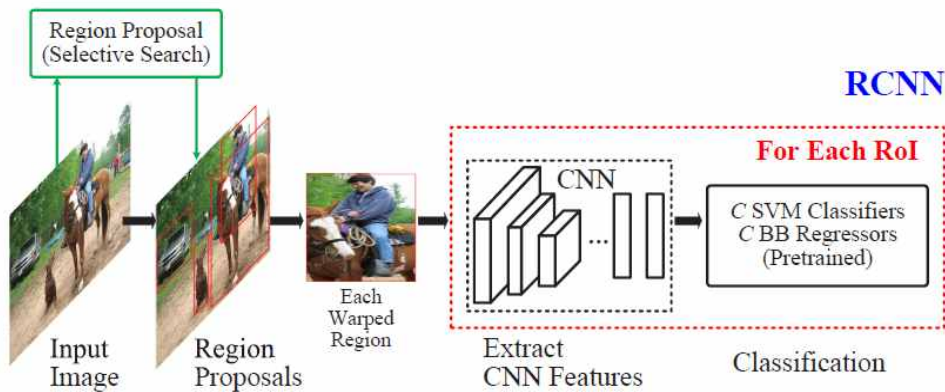 Region Proposal
(Selective Search)
RCNN
For Each RoI
CNN
...
C SVM Classifiers
C BB Regressors
(Pretrained)
Each
Warped
Region
Input
Image
Region
Proposals
Extract
CNN Features
Classification